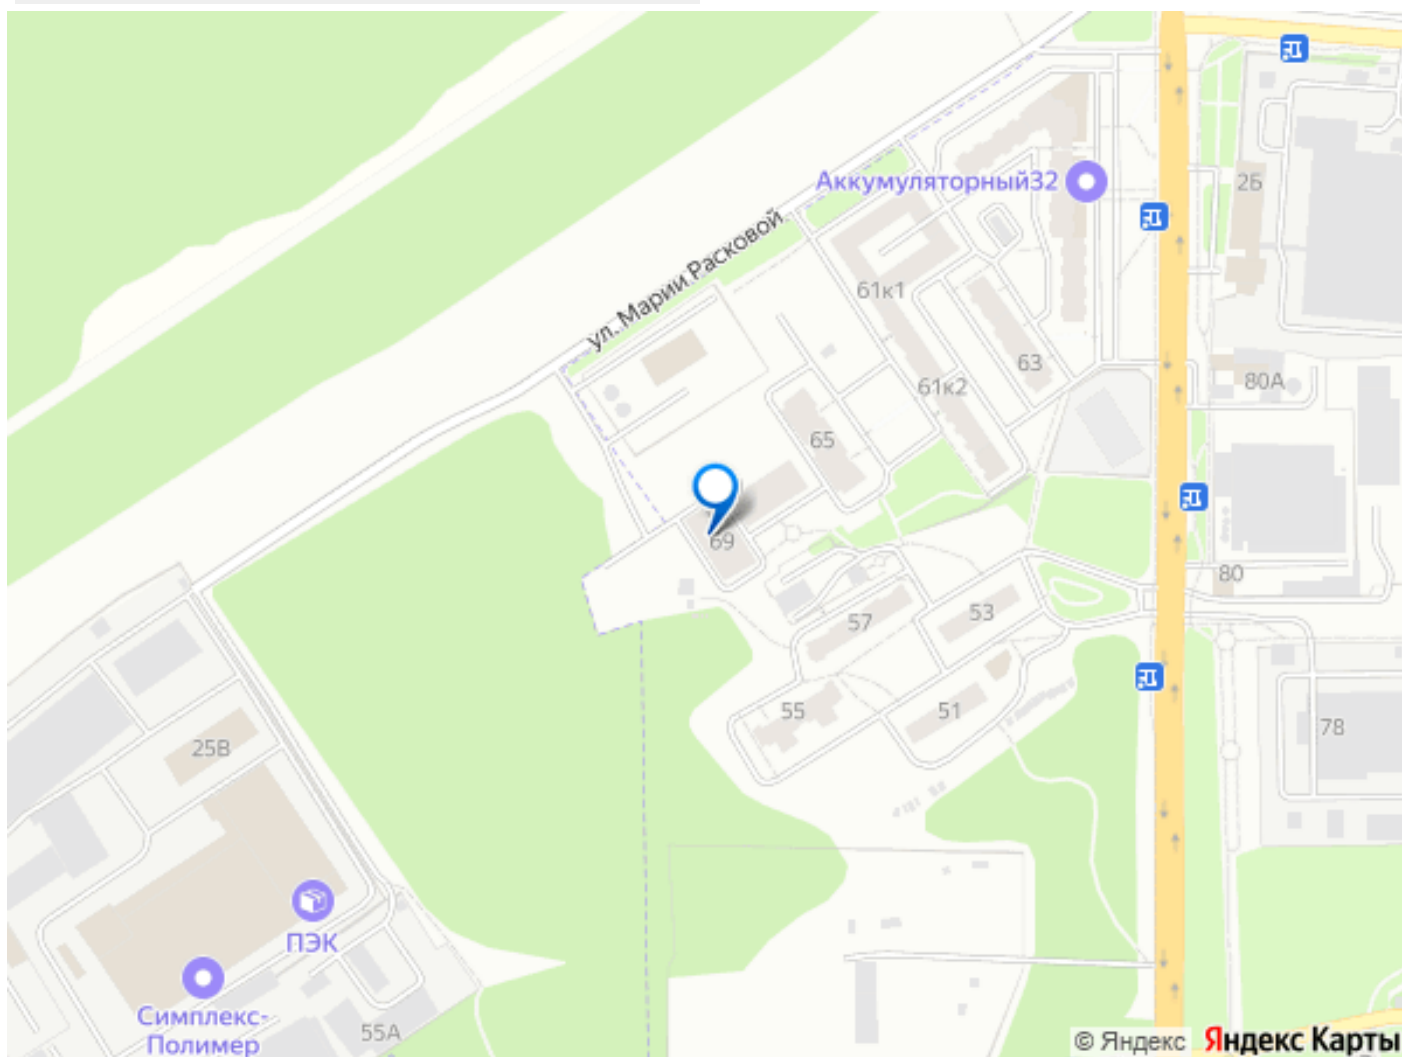 Аккумуляторный32
2Б
ул. Марии Расковой
61к1
63
80А
61к2
65
69
80
57
53
55
51
78
25В
ПЭК
Симплекс-
Полимер
55А
© Яндекс Яндекс Карты